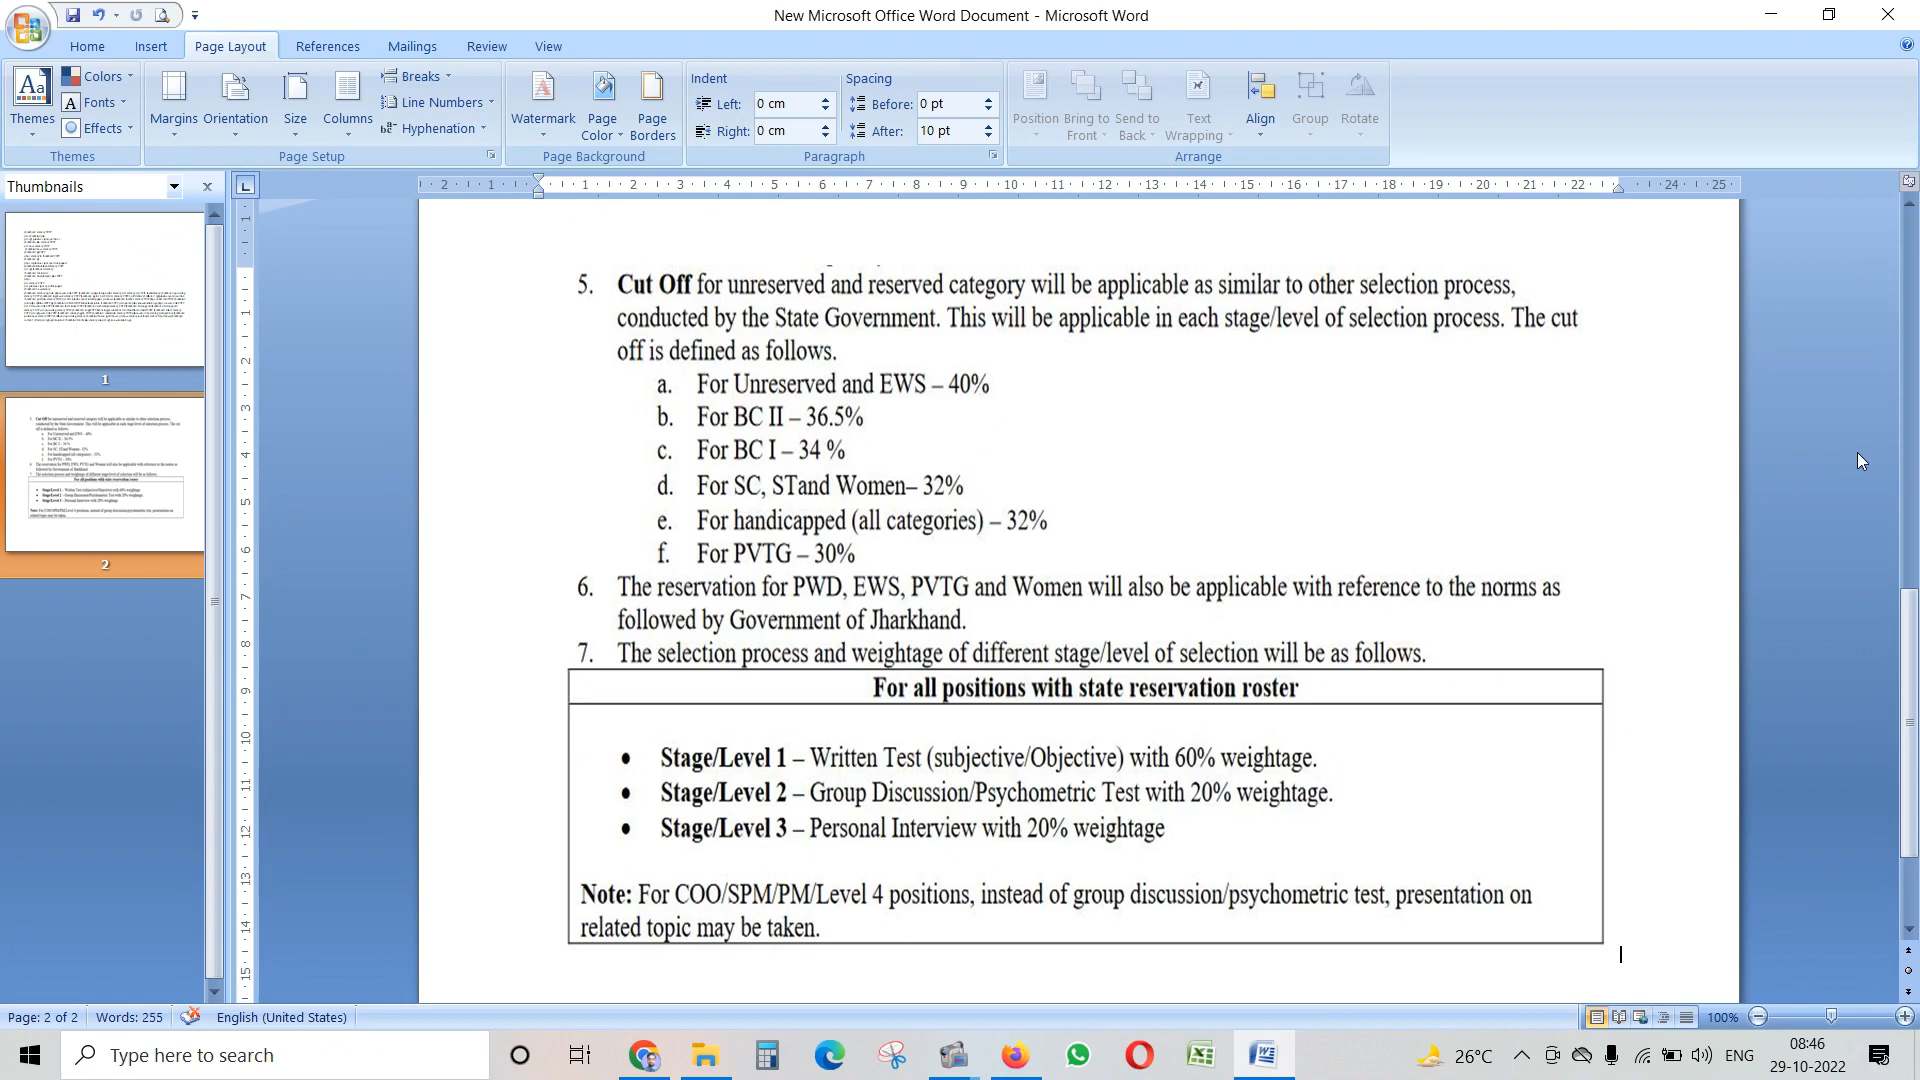 New Microsoft Office Word Document - Microsoft Word
Home Insert Page Layout References Mailings Review View
Themes Colors Fonts Effects Themes
Margins Orientation Size Columns Breaks Line Numbers Hyphenation Page Setup
Watermark Page Color Page Borders Page Background
Indent Left: 0 cm Right: 0 cm Spacing Before: 0 pt After: 10 pt Paragraph
Position Bring to Front Send to Back Text Wrapping Align Group Rotate Arrange
Thumbnails
1
2
5. Cut Off for unreserved and reserved category will be applicable as similar to other selection process,
conducted by the State Government. This will be applicable in each stage/level of selection process. The cut
off is defined as follows.
a. For Unreserved and EWS – 40%
b. For BC II – 36.5%
c. For BC I – 34 %
d. For SC, STand Women– 32%
e. For handicapped (all categories) – 32%
f. For PVTG – 30%
6. The reservation for PWD, EWS, PVTG and Women will also be applicable with reference to the norms as
followed by Government of Jharkhand.
7. The selection process and weightage of different stage/level of selection will be as follows.
For all positions with state reservation roster
• Stage/Level 1 – Written Test (subjective/Objective) with 60% weightage.
• Stage/Level 2 – Group Discussion/Psychometric Test with 20% weightage.
• Stage/Level 3 – Personal Interview with 20% weightage
Note: For COO/SPM/PM/Level 4 positions, instead of group discussion/psychometric test, presentation on
related topic may be taken.
Page: 2 of 2 Words: 255 English (United States) 100%
Type here to search 26°C ENG 08:46
29-10-2022